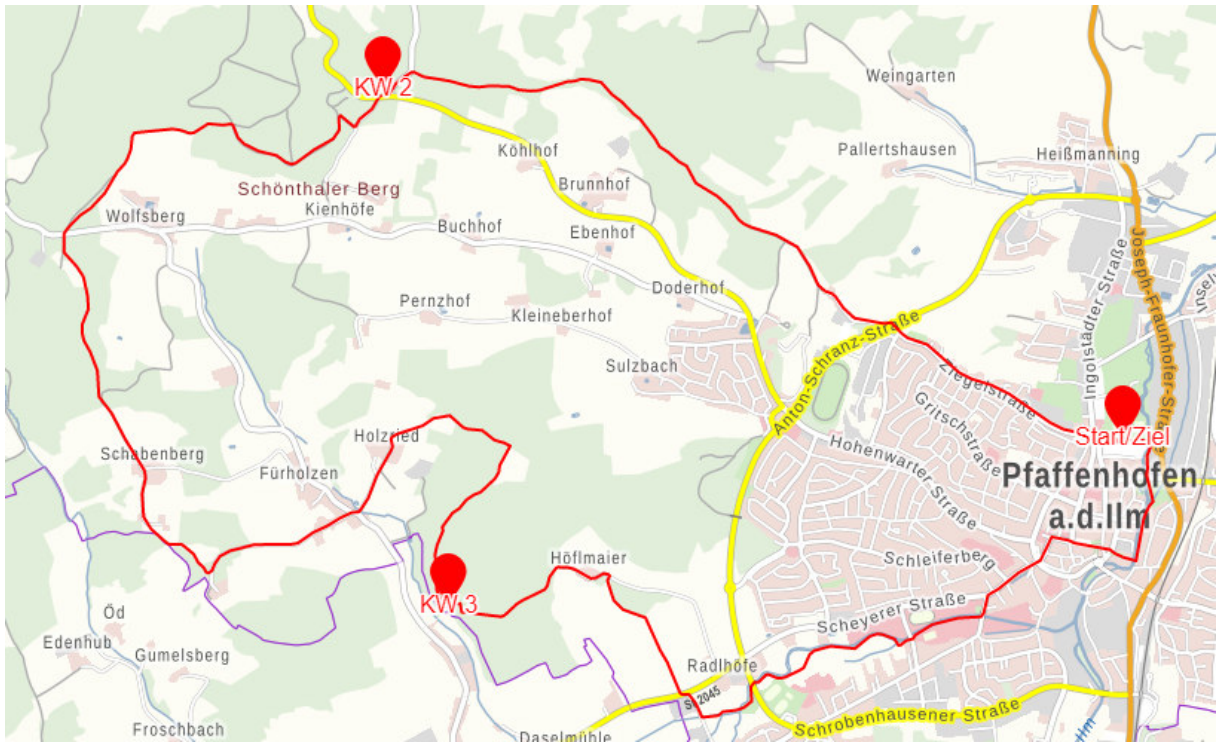 KW 2
Weingarten
Pallertshausen
Heißmanning
Köhlhof
Brunnhof
Schönthaler Berg
Kienhöfe
Wolfsberg
Buchhof
Ebenhof
Joseph-Fraunhofer-Straße
Ingolstädter Straße
Doderhof
Pernzhof
Kleineberhof
Anton-Schranz-Straße
Sulzbach
Ziegelstraße
Gritschstraße
Start/Ziel
Holzried
Hohenwarter Straße
Schabenberg
Fürholzen
Pfaffenhofen
a.d.Ilm
Höflmaier
Schleiferberg
KW 3
Scheyerer Straße
Öd
Edenhub
Gumelsberg
Radlhöfe
Schrobenhausener Straße
Froschbach
Daselmühle
Ilm